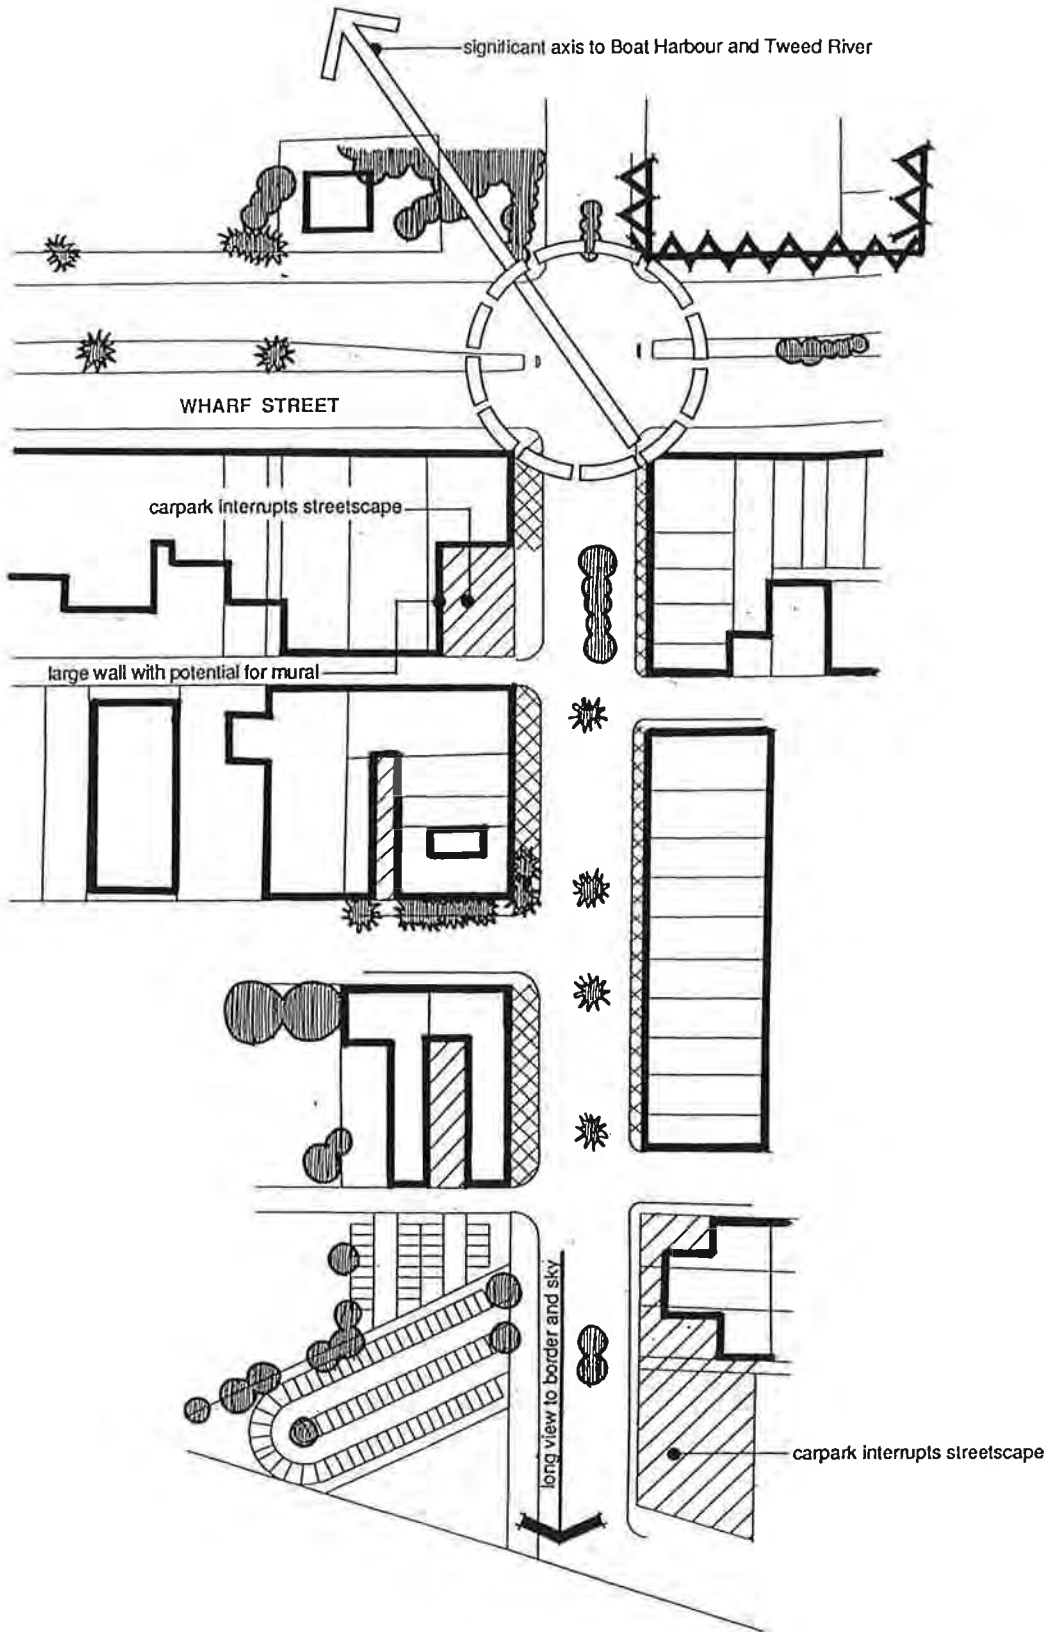 significant axis to Boat Harbour and Tweed River
WHARF STREET
carpark interrupts streetscape
large wall with potential for mural
long view to border and sky
carpark interrupts streetscape